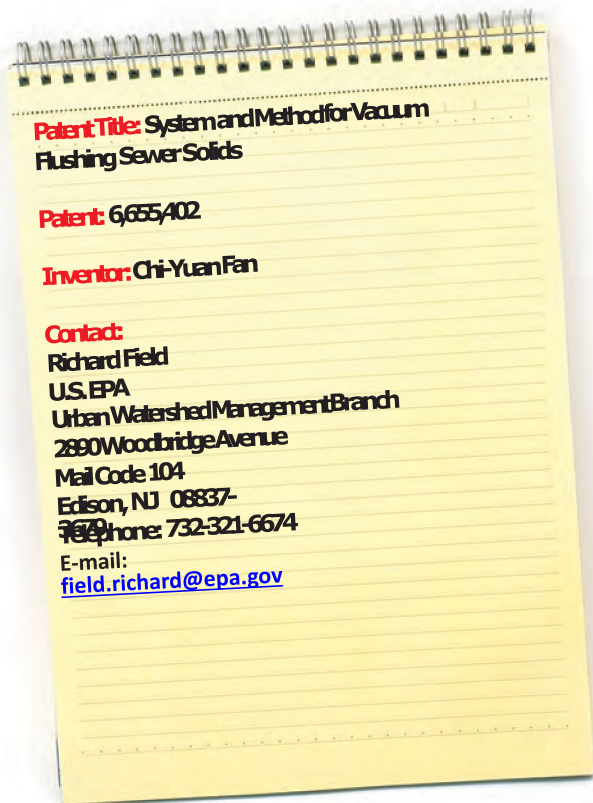 Patent Title: System and Method for Vacuum
Flushing Sewer Solids
Patent: 6,655,402
Inventor: Chi-Yuan Fan
Contact:
Richard Field
U.S. EPA
Urban Watershed Management Branch
2890 Woodbridge Avenue
Mail Code 104
Edison, NJ 08837-
3679
Telephone: 732-321-6674
E-mail:
field.richard@epa.gov